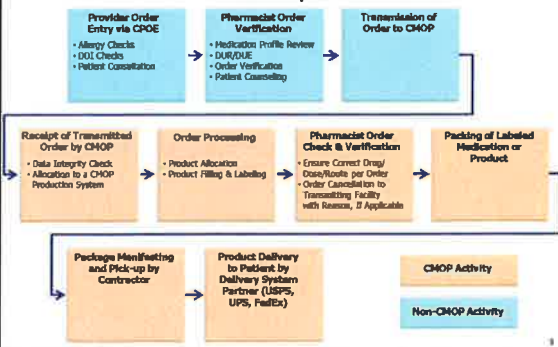 Provider Order
Entry via CPOE
• Allergy Checks
• DDI Checks
• Patient Consultation
Pharmacist Order
Verification
• Medication Profile Review
• DUR/DUE
• Order Verification
• Patient Counseling
Transmission of
Order to CMOP
Receipt of Transmitted
Order by CMOP
• Data Integrity Check
• Allocation to a CMOP
Production System
Order Processing
• Product Allocation
• Product Filling & Labeling
Pharmacist Order
Check & Verification
• Ensure Correct Drug/
Dose/Route per Order
• Order Cancellation to
Transmitting Facility
with Reason, If Applicable
Packing of Labeled
Medication or
Product
Package Manifesting
and Pick-up by
Contractor
Product Delivery
to Patient by
Delivery System
Partner (USPS,
UPS, FedEx)
CMOP Activity
Non-CMOP Activity